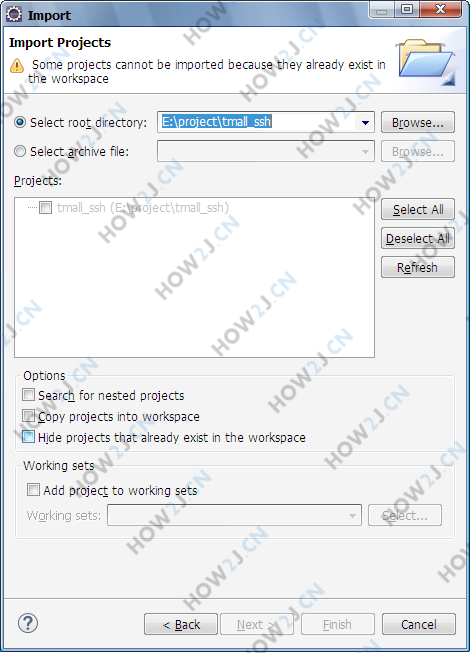 Import
Import Projects
Some projects cannot be imported because they already exist in
the workspace
Select root directory:
E:\project\tmall_ssh
Browse...
Select archive file:
Browse...
Projects:
tmall_ssh (E:\project\tmall_ssh)
Select All
Deselect All
Refresh
Options
Search for nested projects
Copy projects into workspace
Hide projects that already exist in the workspace
Working sets
Add project to working sets
Working sets:
Select...
?
< Back
Next >
Finish
Cancel
HOW2J.CN